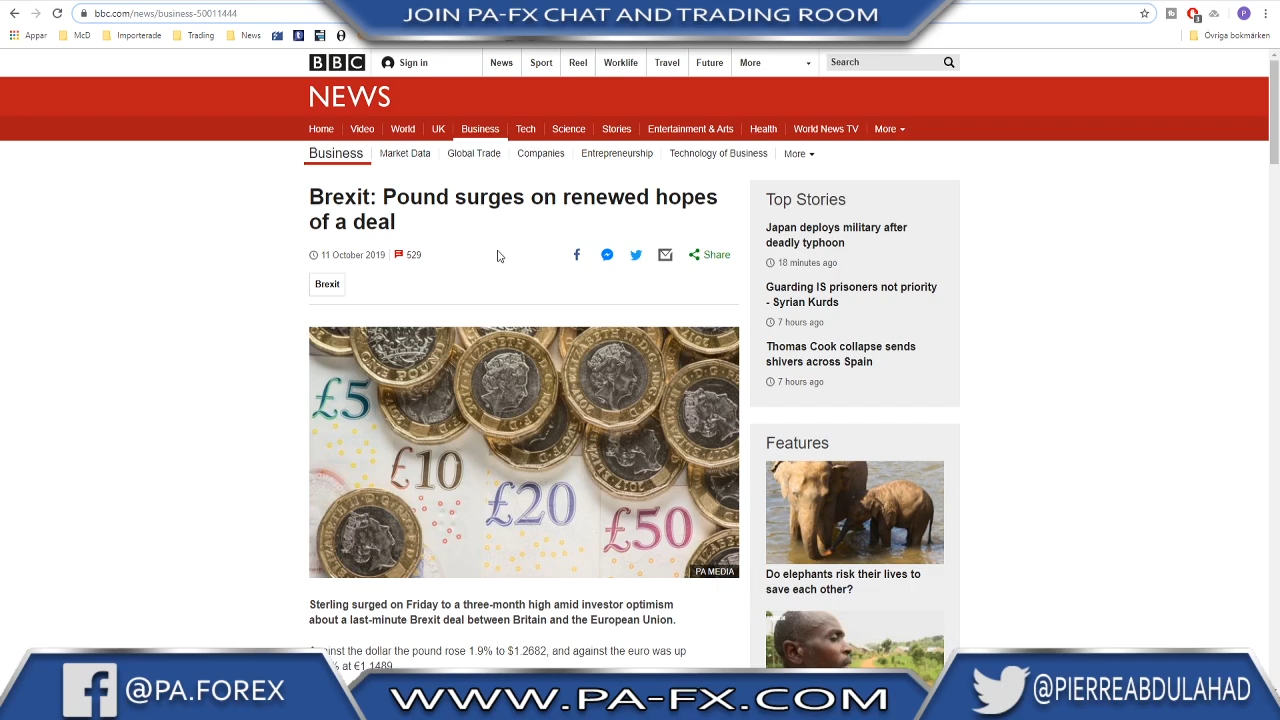 JOIN PA-FX CHAT AND TRADING ROOM
bbc.com/news/business-50011444
Appar McD Importerade Trading News Övriga bokmärken
BBC Sign in News Sport Reel Worklife Travel Future More Search
NEWS
Home Video World UK Business Tech Science Stories Entertainment & Arts Health World News TV More
Business Market Data Global Trade Companies Entrepreneurship Technology of Business More
Brexit: Pound surges on renewed hopes
of a deal
11 October 2019 529 Share
Brexit
£5
£10
£20
£50
PA MEDIA
Sterling surged on Friday to a three-month high amid investor optimism
about a last-minute Brexit deal between Britain and the European Union.
the dollar the pound rose 1.9% to $1.2682, and against the euro was up
% at €1.1489
Top Stories
Japan deploys military after
deadly typhoon
18 minutes ago
Guarding IS prisoners not priority
- Syrian Kurds
7 hours ago
Thomas Cook collapse sends
shivers across Spain
7 hours ago
Features
Do elephants risk their lives to
save each other?
@PA.FOREX
WWW.PA-FX.COM
@PIERREABDULAHAD